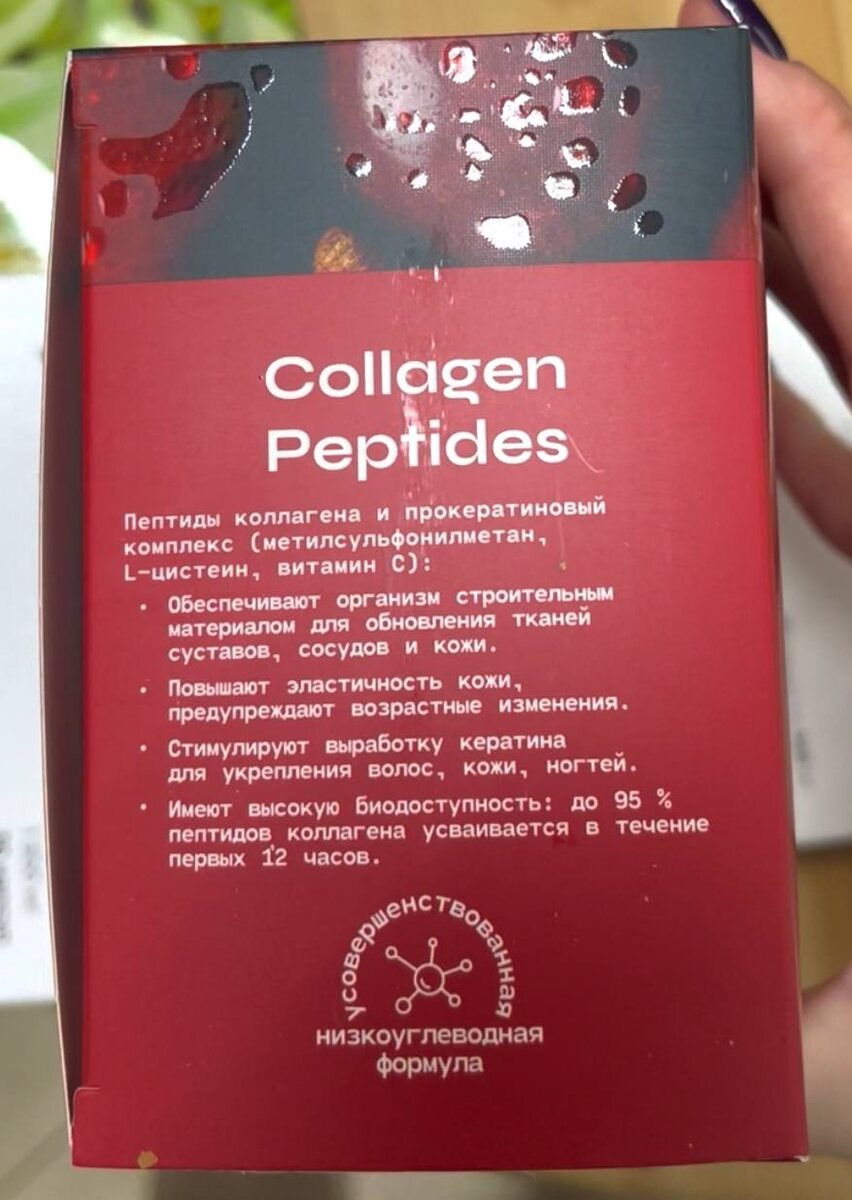 Collagen
Peptides
Пептиды коллагена и прокератиновый
комплекс (метилсульфонилметан,
L-цистеин, витамин C):
· Обеспечивают организм строительным
материалом для обновления тканей
суставов, сосудов и кожи.
· Повышают эластичность кожи,
предупреждают возрастные изменения.
· Стимулируют выработку кератина
для укрепления волос, кожи, ногтей.
· Имеют высокую биодоступность: до 95 %
пептидов коллагена усваивается в течение
первых 12 часов.
усовершенствованная
низкоуглеводная
формула